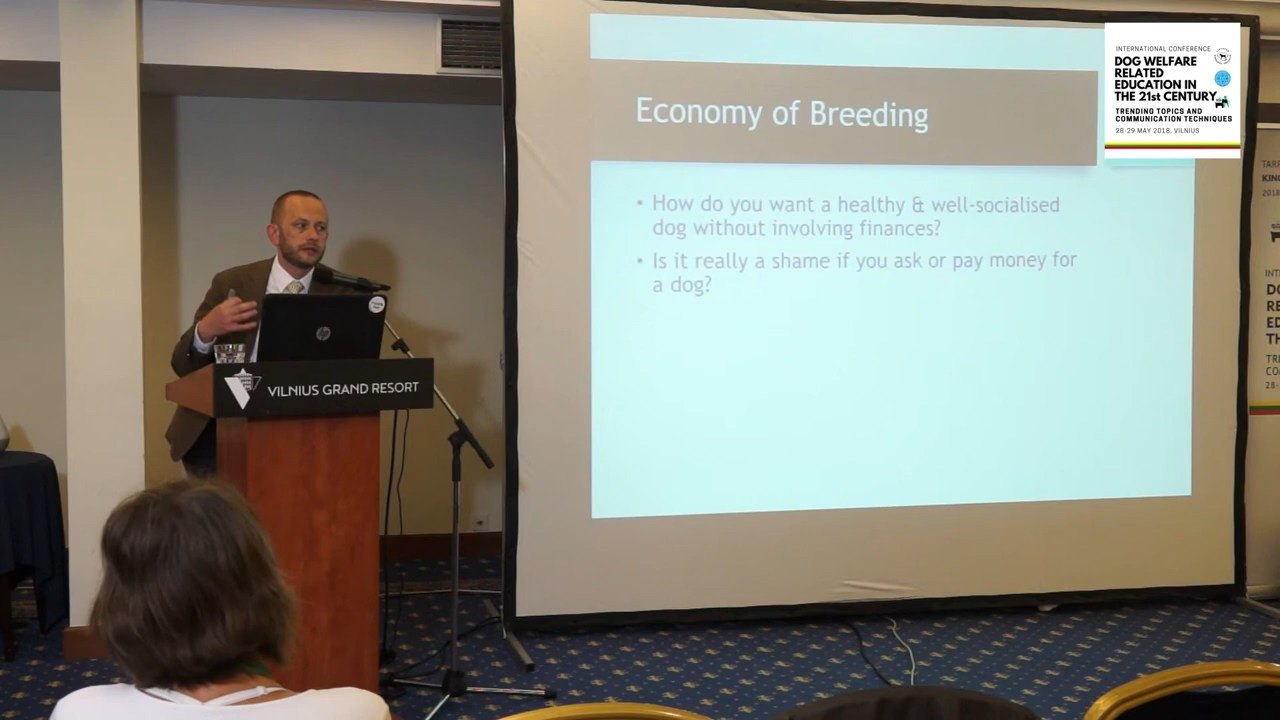 Economy of Breeding
• How do you want a healthy & well-socialised
dog without involving finances?
• Is it really a shame if you ask or pay money for
a dog?
INTERNATIONAL CONFERENCE
DOG WELFARE
RELATED
EDUCATION IN
THE 21st CENTURY
TRENDING TOPICS AND
COMMUNICATION TECHNIQUES
28-29 MAY 2018, VILNIUS
VILNIUS GRAND RESORT
hp